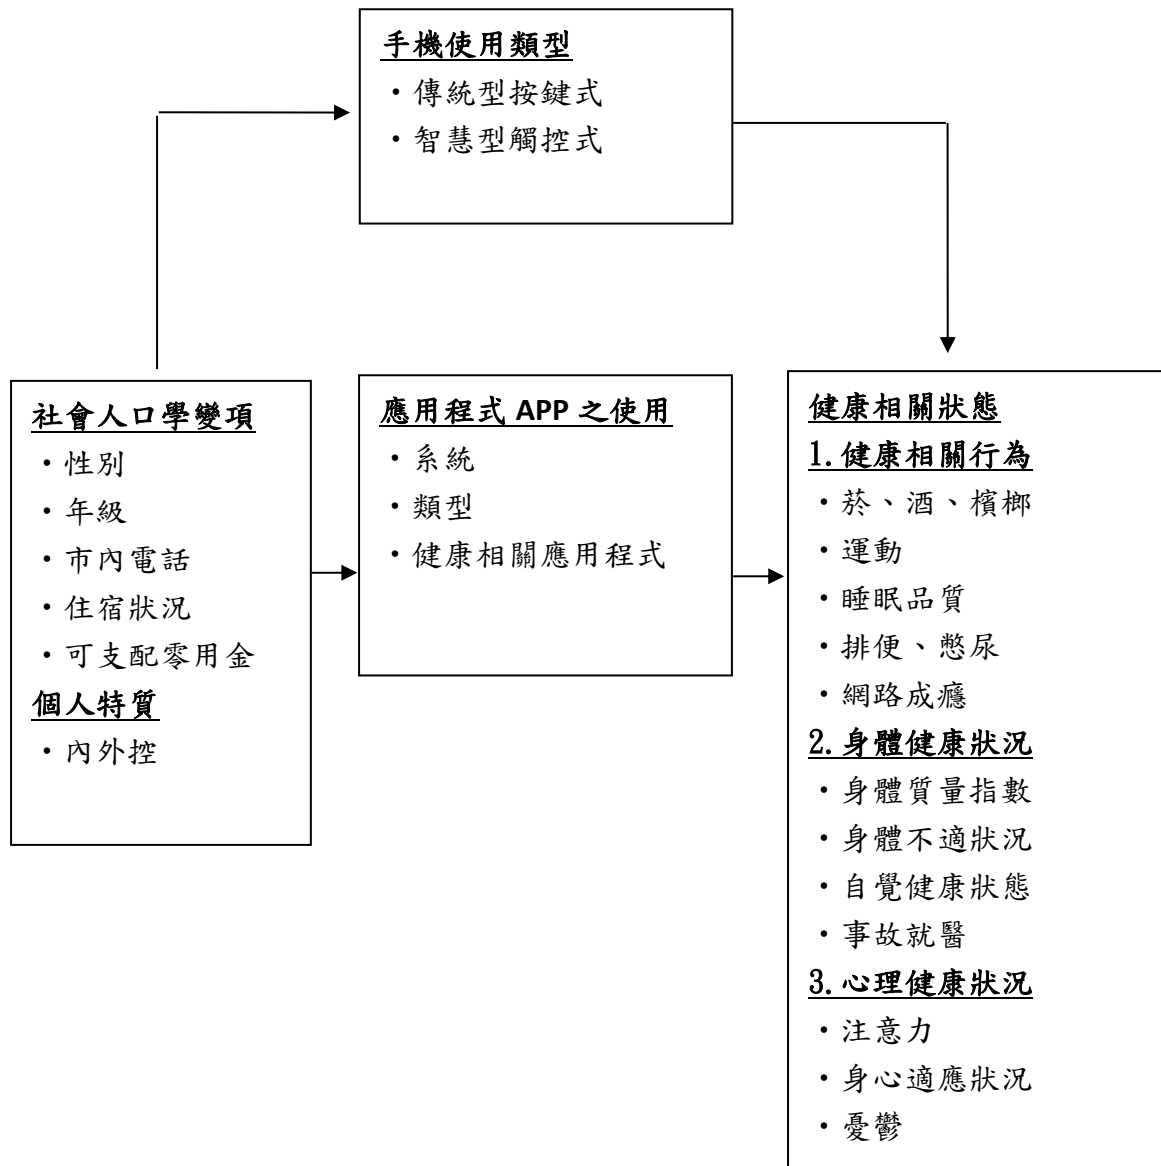 手機使用類型
・傳統型按鍵式
・智慧型觸控式
社會人口學變項
・性別
・年級
・市內電話
・住宿狀況
・可支配零用金
個人特質
・內外控
應用程式 APP 之使用
・系統
・類型
・健康相關應用程式
健康相關狀態
1.健康相關行為
・菸、酒、檳榔
・運動
・睡眠品質
・排便、憋尿
・網路成癮
2.身體健康狀況
・身體質量指數
・身體不適狀況
・自覺健康狀態
・事故就醫
3.心理健康狀況
・注意力
・身心適應狀況
・憂鬱